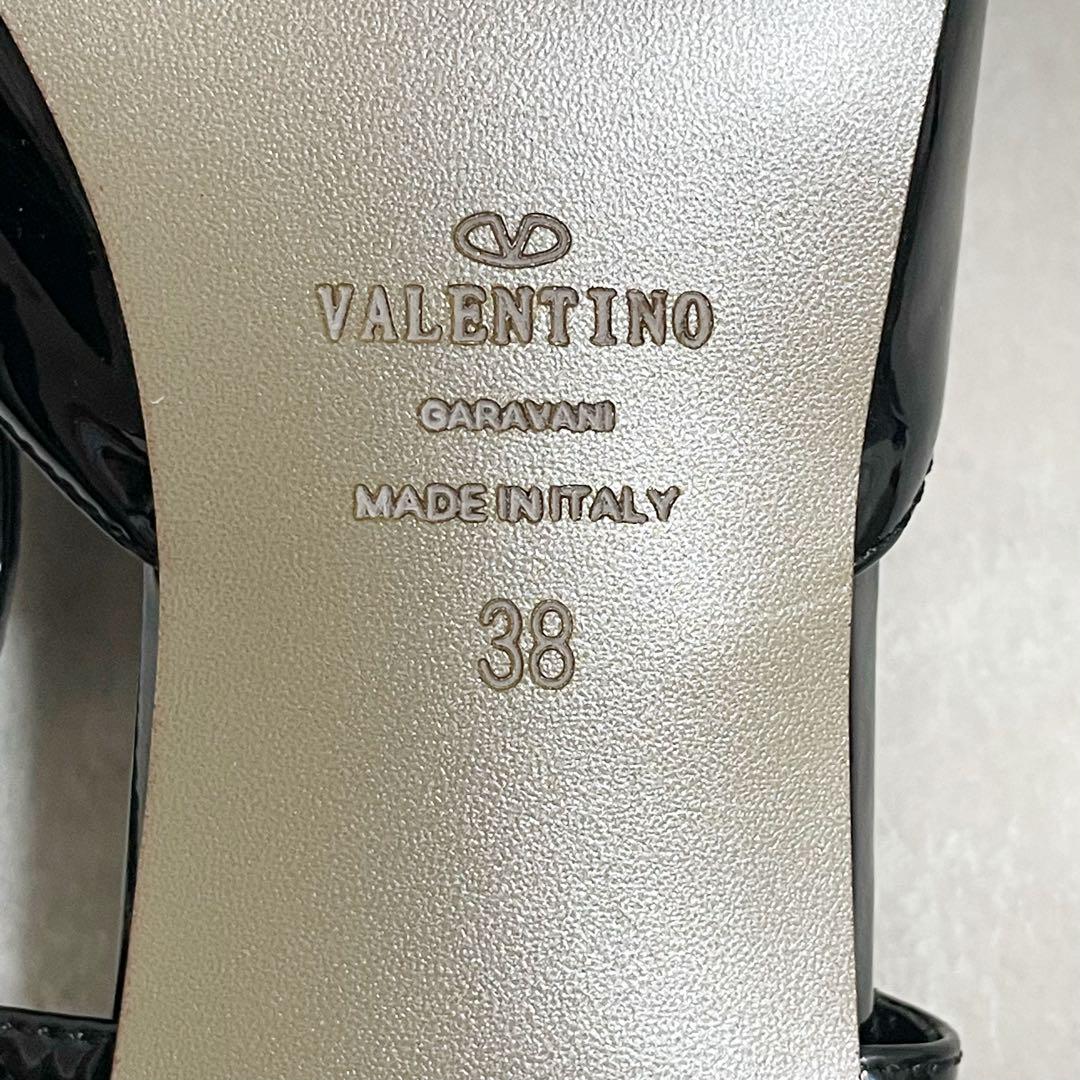 VALENTINO
GARAVANI
MADE IN ITALY
38